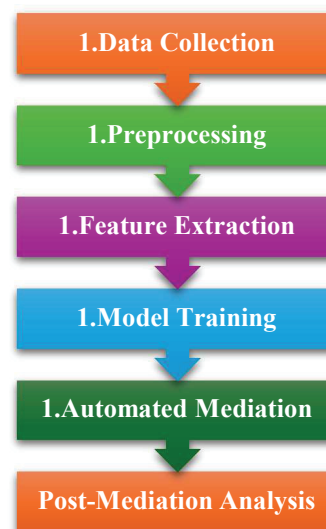 1.Data Collection
1.Preprocessing
1.Feature Extraction
1.Model Training
1.Automated Mediation
Post-Mediation Analysis